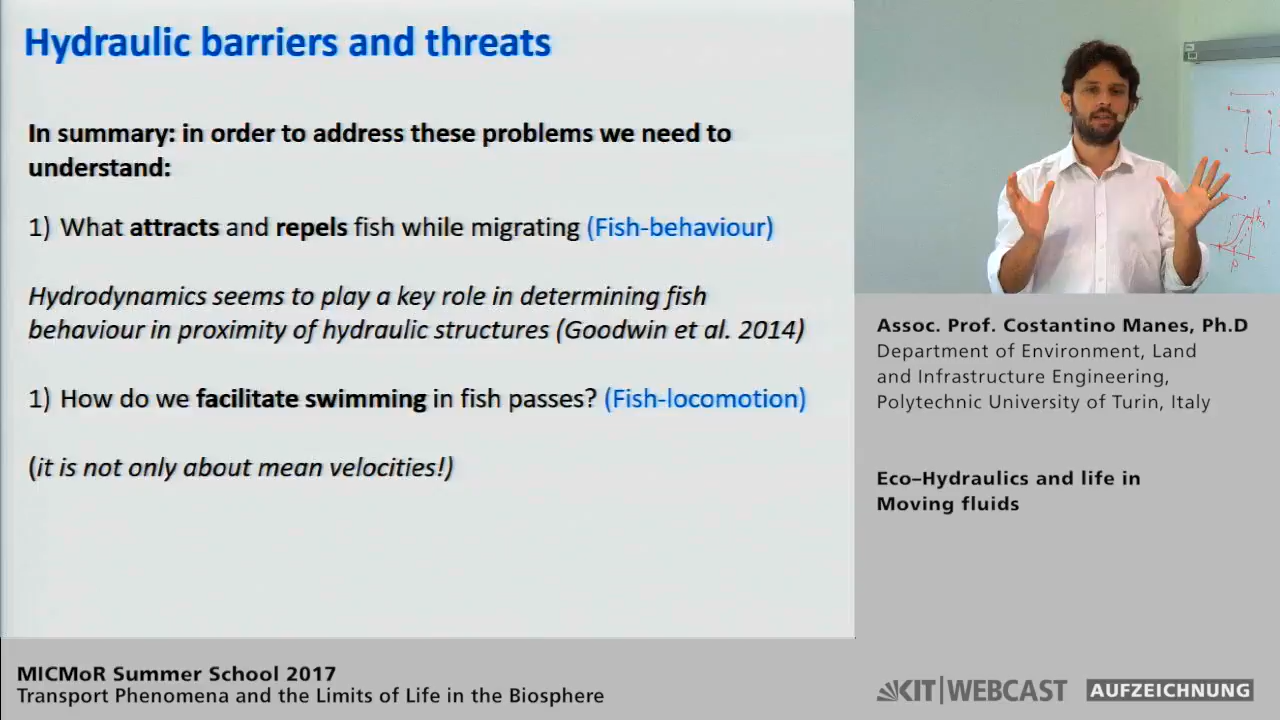 Hydraulic barriers and threats
In summary: in order to address these problems we need to
understand:
1) What attracts and repels fish while migrating (Fish-behaviour)
Hydrodynamics seems to play a key role in determining fish
behaviour in proximity of hydraulic structures (Goodwin et al. 2014)
1) How do we facilitate swimming in fish passes? (Fish-locomotion)
(it is not only about mean velocities!)
Assoc. Prof. Costantino Manes, Ph.D
Department of Environment, Land
and Infrastructure Engineering,
Polytechnic University of Turin, Italy
Eco–Hydraulics and life in
Moving fluids
MICMoR Summer School 2017
Transport Phenomena and the Limits of Life in the Biosphere
KIT|WEBCAST AUFZEICHNUNG